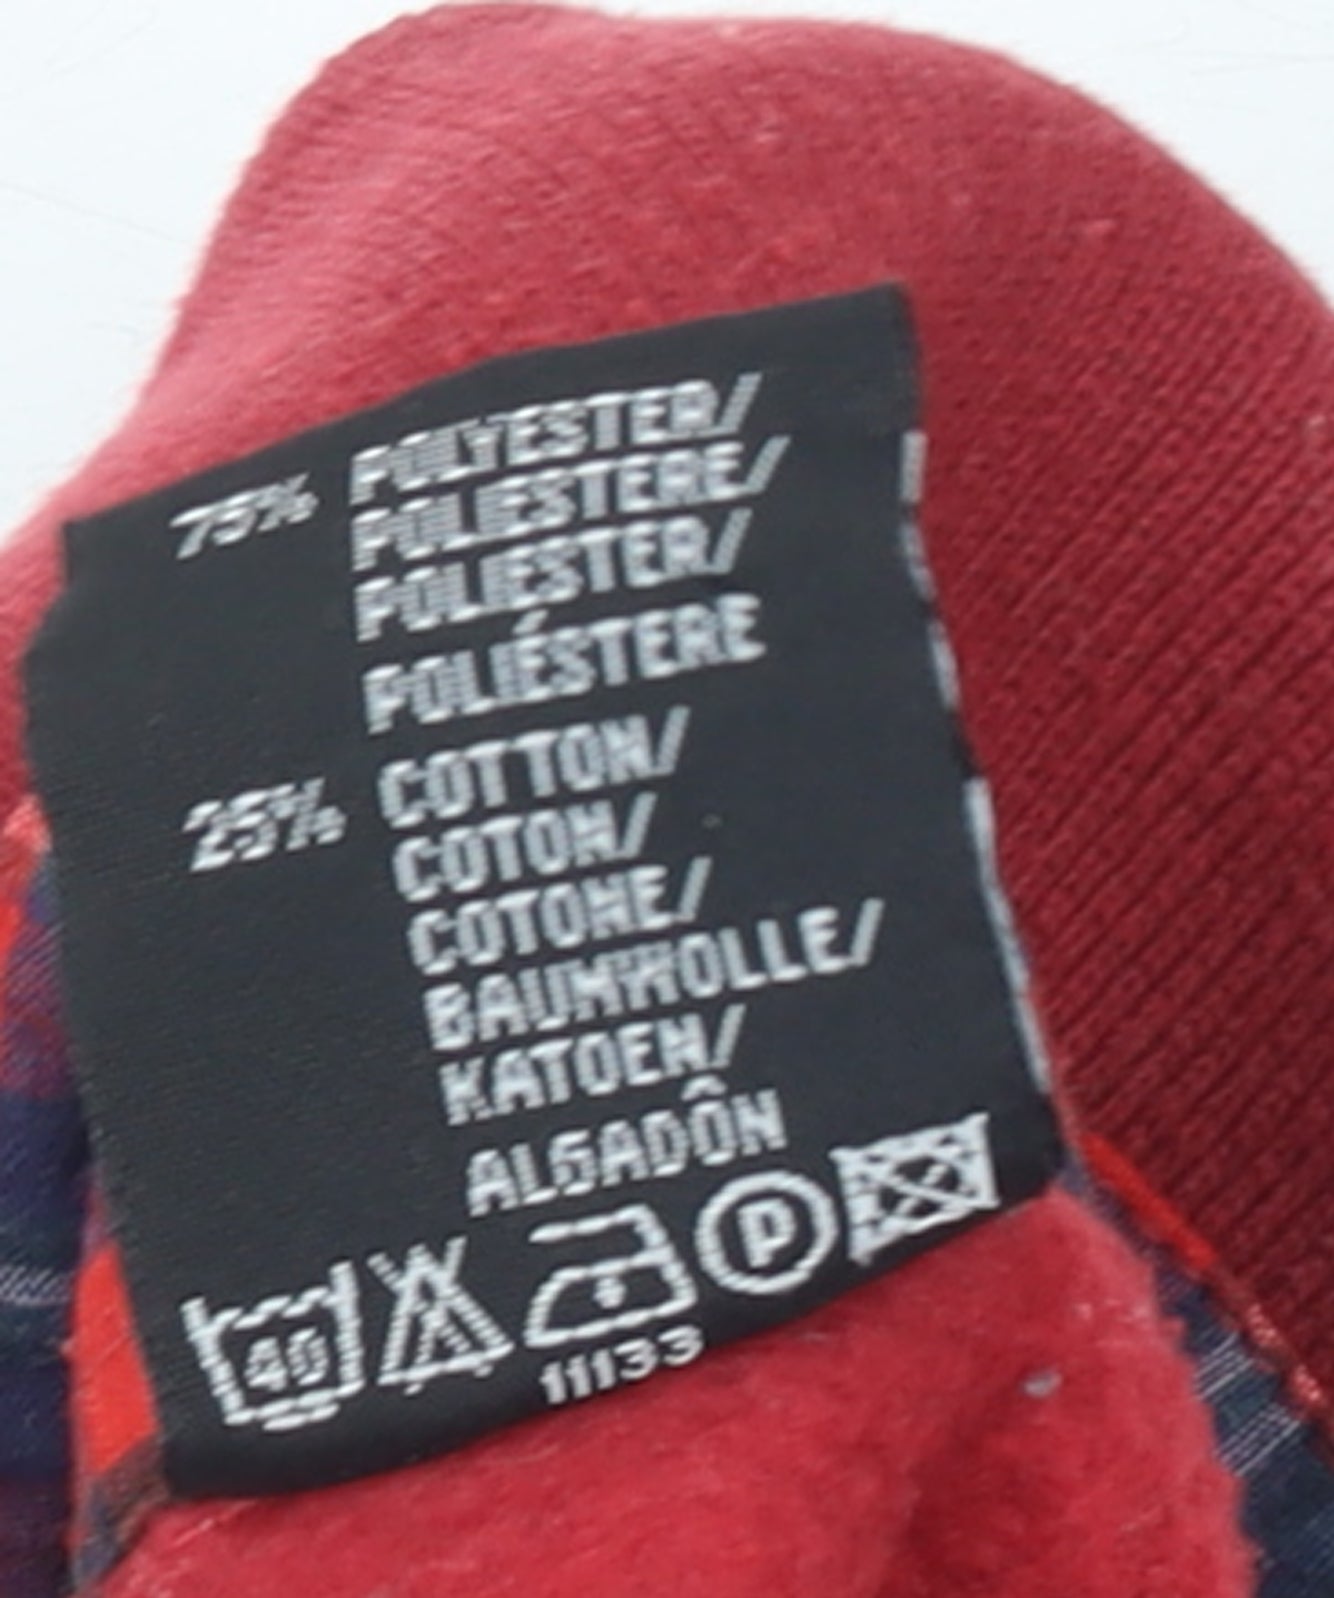 75% POLYESTER/
POLIESTERE/
POLIESTER/
POLIÉSTERE
25% COTTON/
COTON/
COTONE/
BAUMWOLLE/
KATOEN/
ALGADÔN
40 P
11133